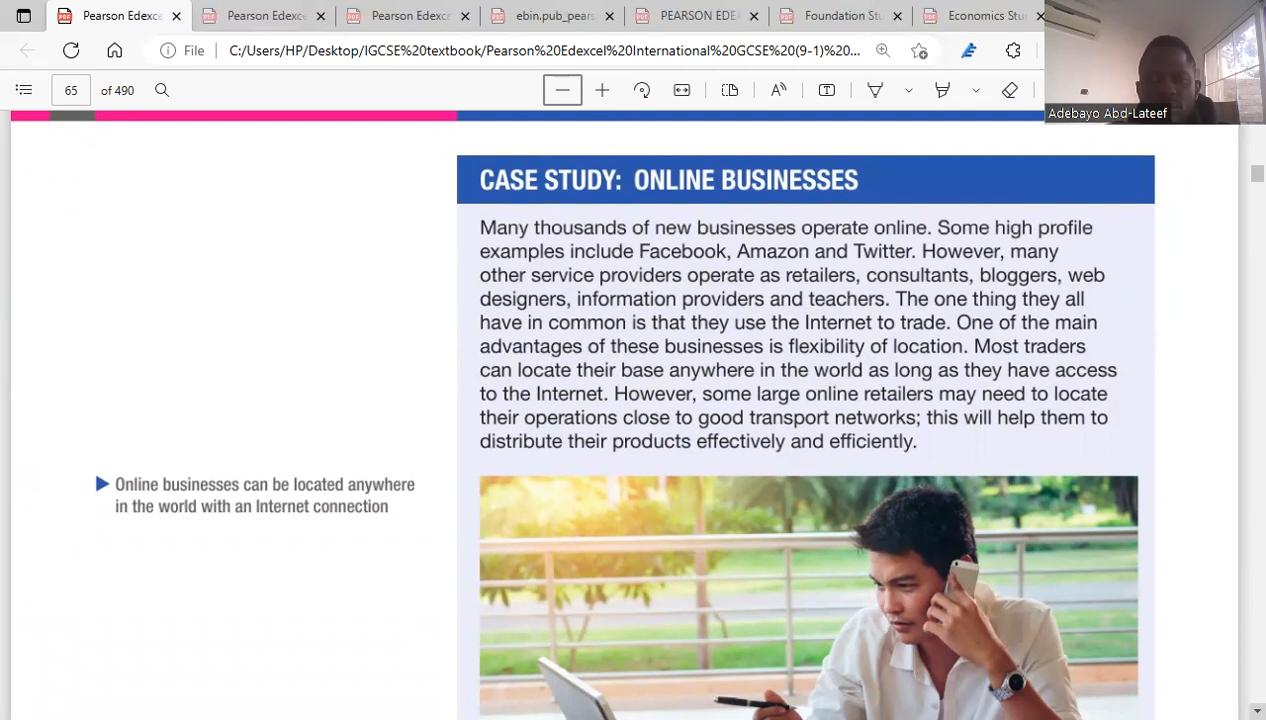 Pearson Edexcel
Pearson Edexce
Pearson Edexc
ebin.pub_pears
PEARSON EDE
Foundation Stu
Economics Stu
File
C:/Users/HP/Desktop/IGCSE%20textbook/Pearson%20Edexcel%20International%20GCSE%20(9-1)%20...
65 of 490
Adebayo Abd-Lateef
CASE STUDY: ONLINE BUSINESSES
Many thousands of new businesses operate online. Some high profile
examples include Facebook, Amazon and Twitter. However, many
other service providers operate as retailers, consultants, bloggers, web
designers, information providers and teachers. The one thing they all
have in common is that they use the Internet to trade. One of the main
advantages of these businesses is flexibility of location. Most traders
can locate their base anywhere in the world as long as they have access
to the Internet. However, some large online retailers may need to locate
their operations close to good transport networks; this will help them to
distribute their products effectively and efficiently.
Online businesses can be located anywhere
in the world with an Internet connection